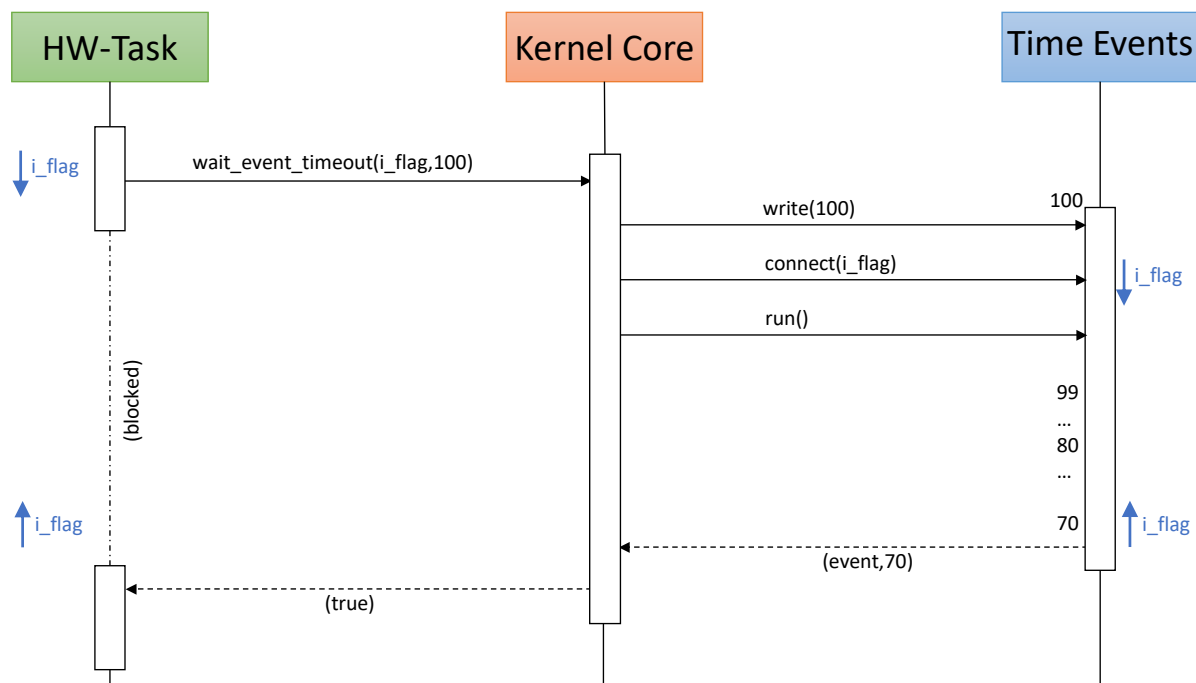 HW-Task
Kernel Core
Time Events
i_flag
wait_event_timeout(i_flag,100)
write(100)
100
connect(i_flag)
i_flag
run()
(blocked)
99
...
80
...
i_flag
70
i_flag
(event,70)
(true)